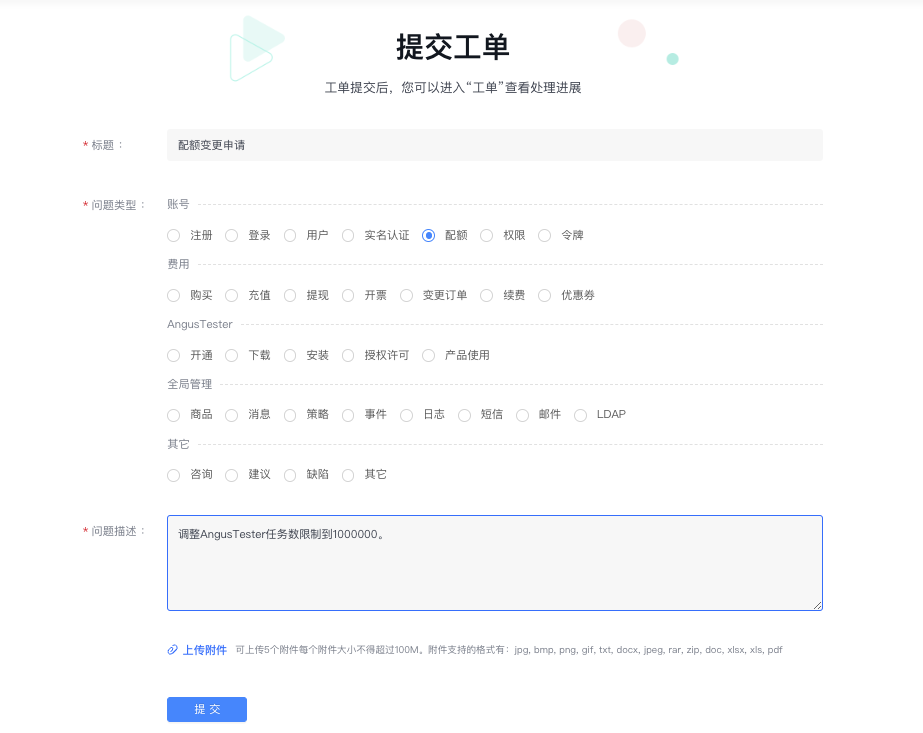 提交工单
工单提交后，您可以进入“工单”查看处理进展
* 标题：
配额变更申请
* 问题类型：
账号
注册 登录 用户 实名认证 配额 权限 令牌
费用
购买 充值 提现 开票 变更订单 续费 优惠券
AngusTester
开通 下载 安装 授权许可 产品使用
全局管理
商品 消息 策略 事件 日志 短信 邮件 LDAP
其它
咨询 建议 缺陷 其它
* 问题描述：
调整AngusTester任务数限制到1000000。
上传附件 可上传5个附件每个附件大小不得超过100M。附件支持的格式有：jpg, bmp, png, gif, txt, docx, jpeg, rar, zip, doc, xlsx, xls, pdf
提 交